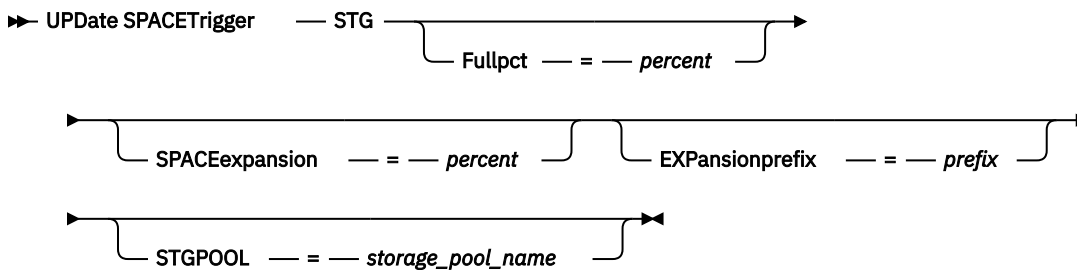 UPDate SPACETrigger STG
Fullpct = percent
SPACEexpansion = percent EXPansionprefix = prefix
STGPOOL = storage_pool_name